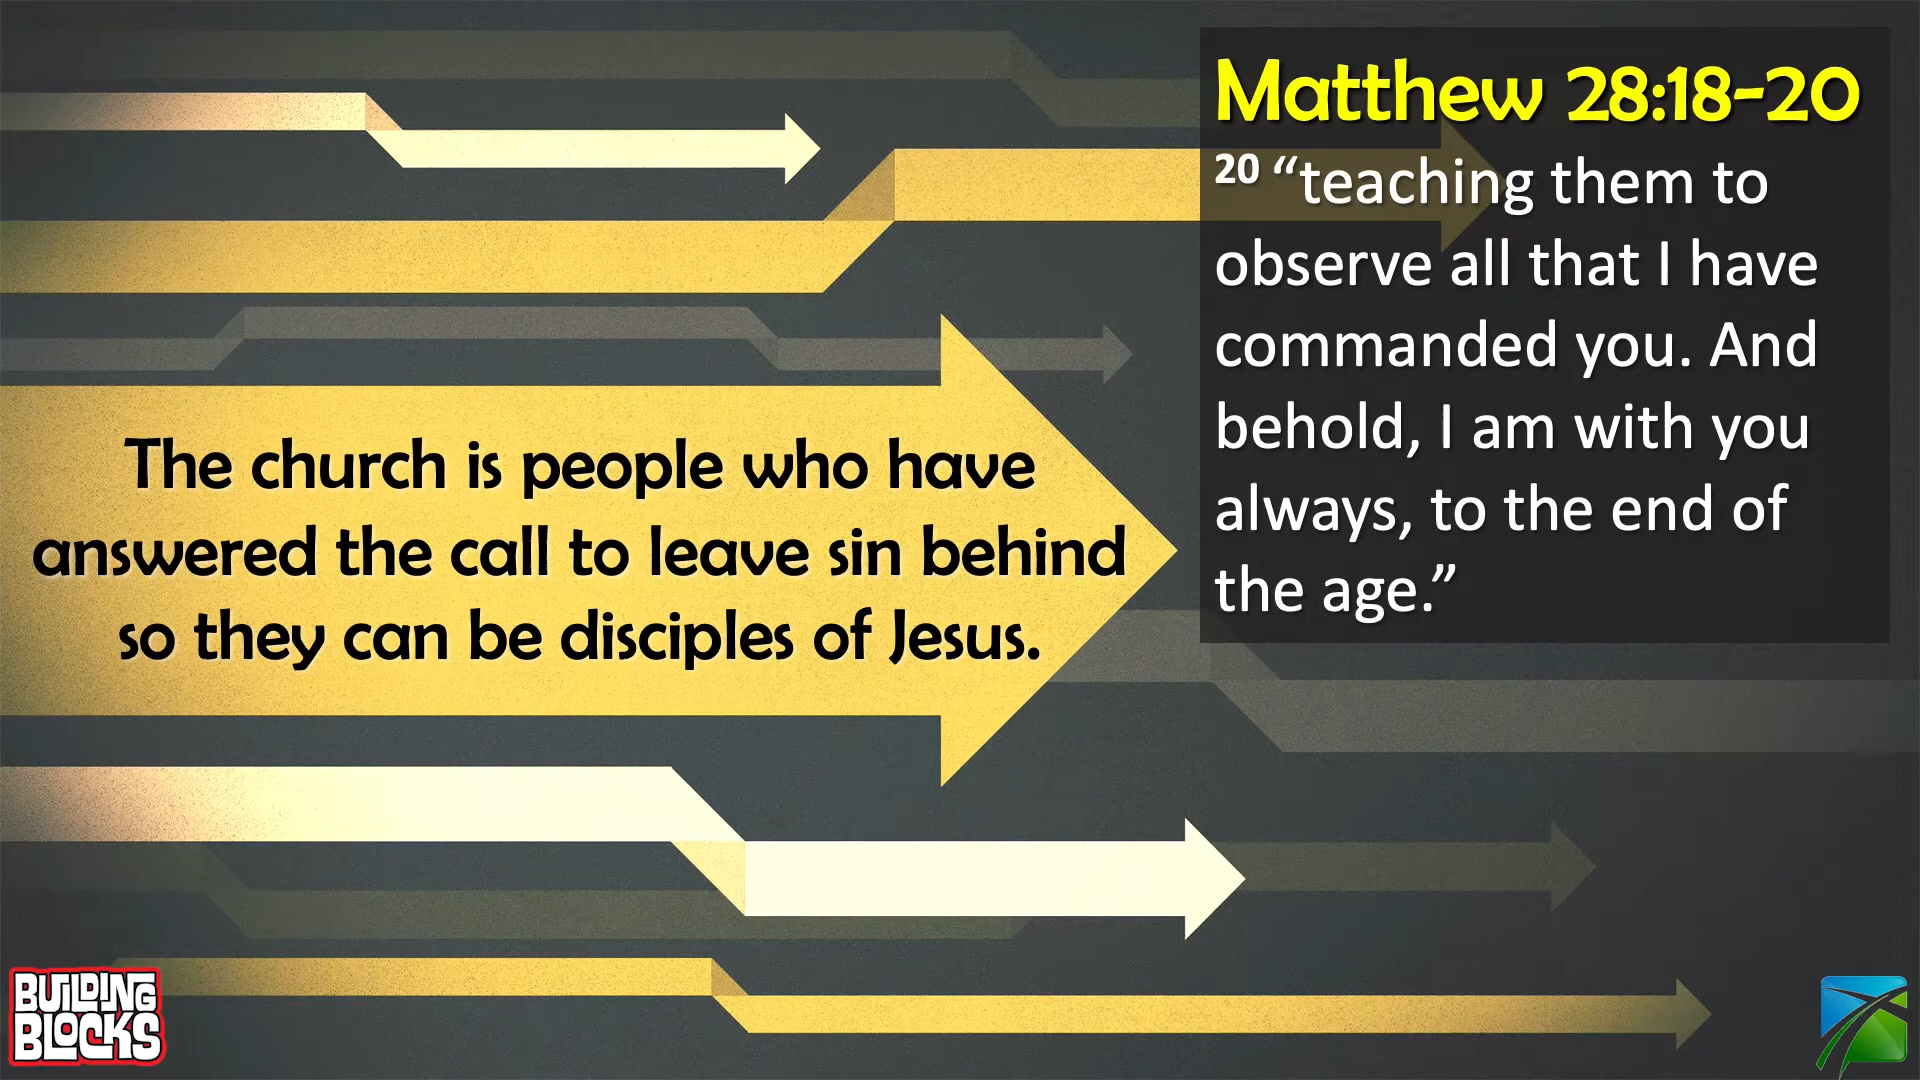 Matthew 28:18-20
20 “teaching them to
observe all that I have
commanded you. And
behold, I am with you
always, to the end of
the age.”
The church is people who have
answered the call to leave sin behind
so they can be disciples of Jesus.
BUILDING
BLOCKS